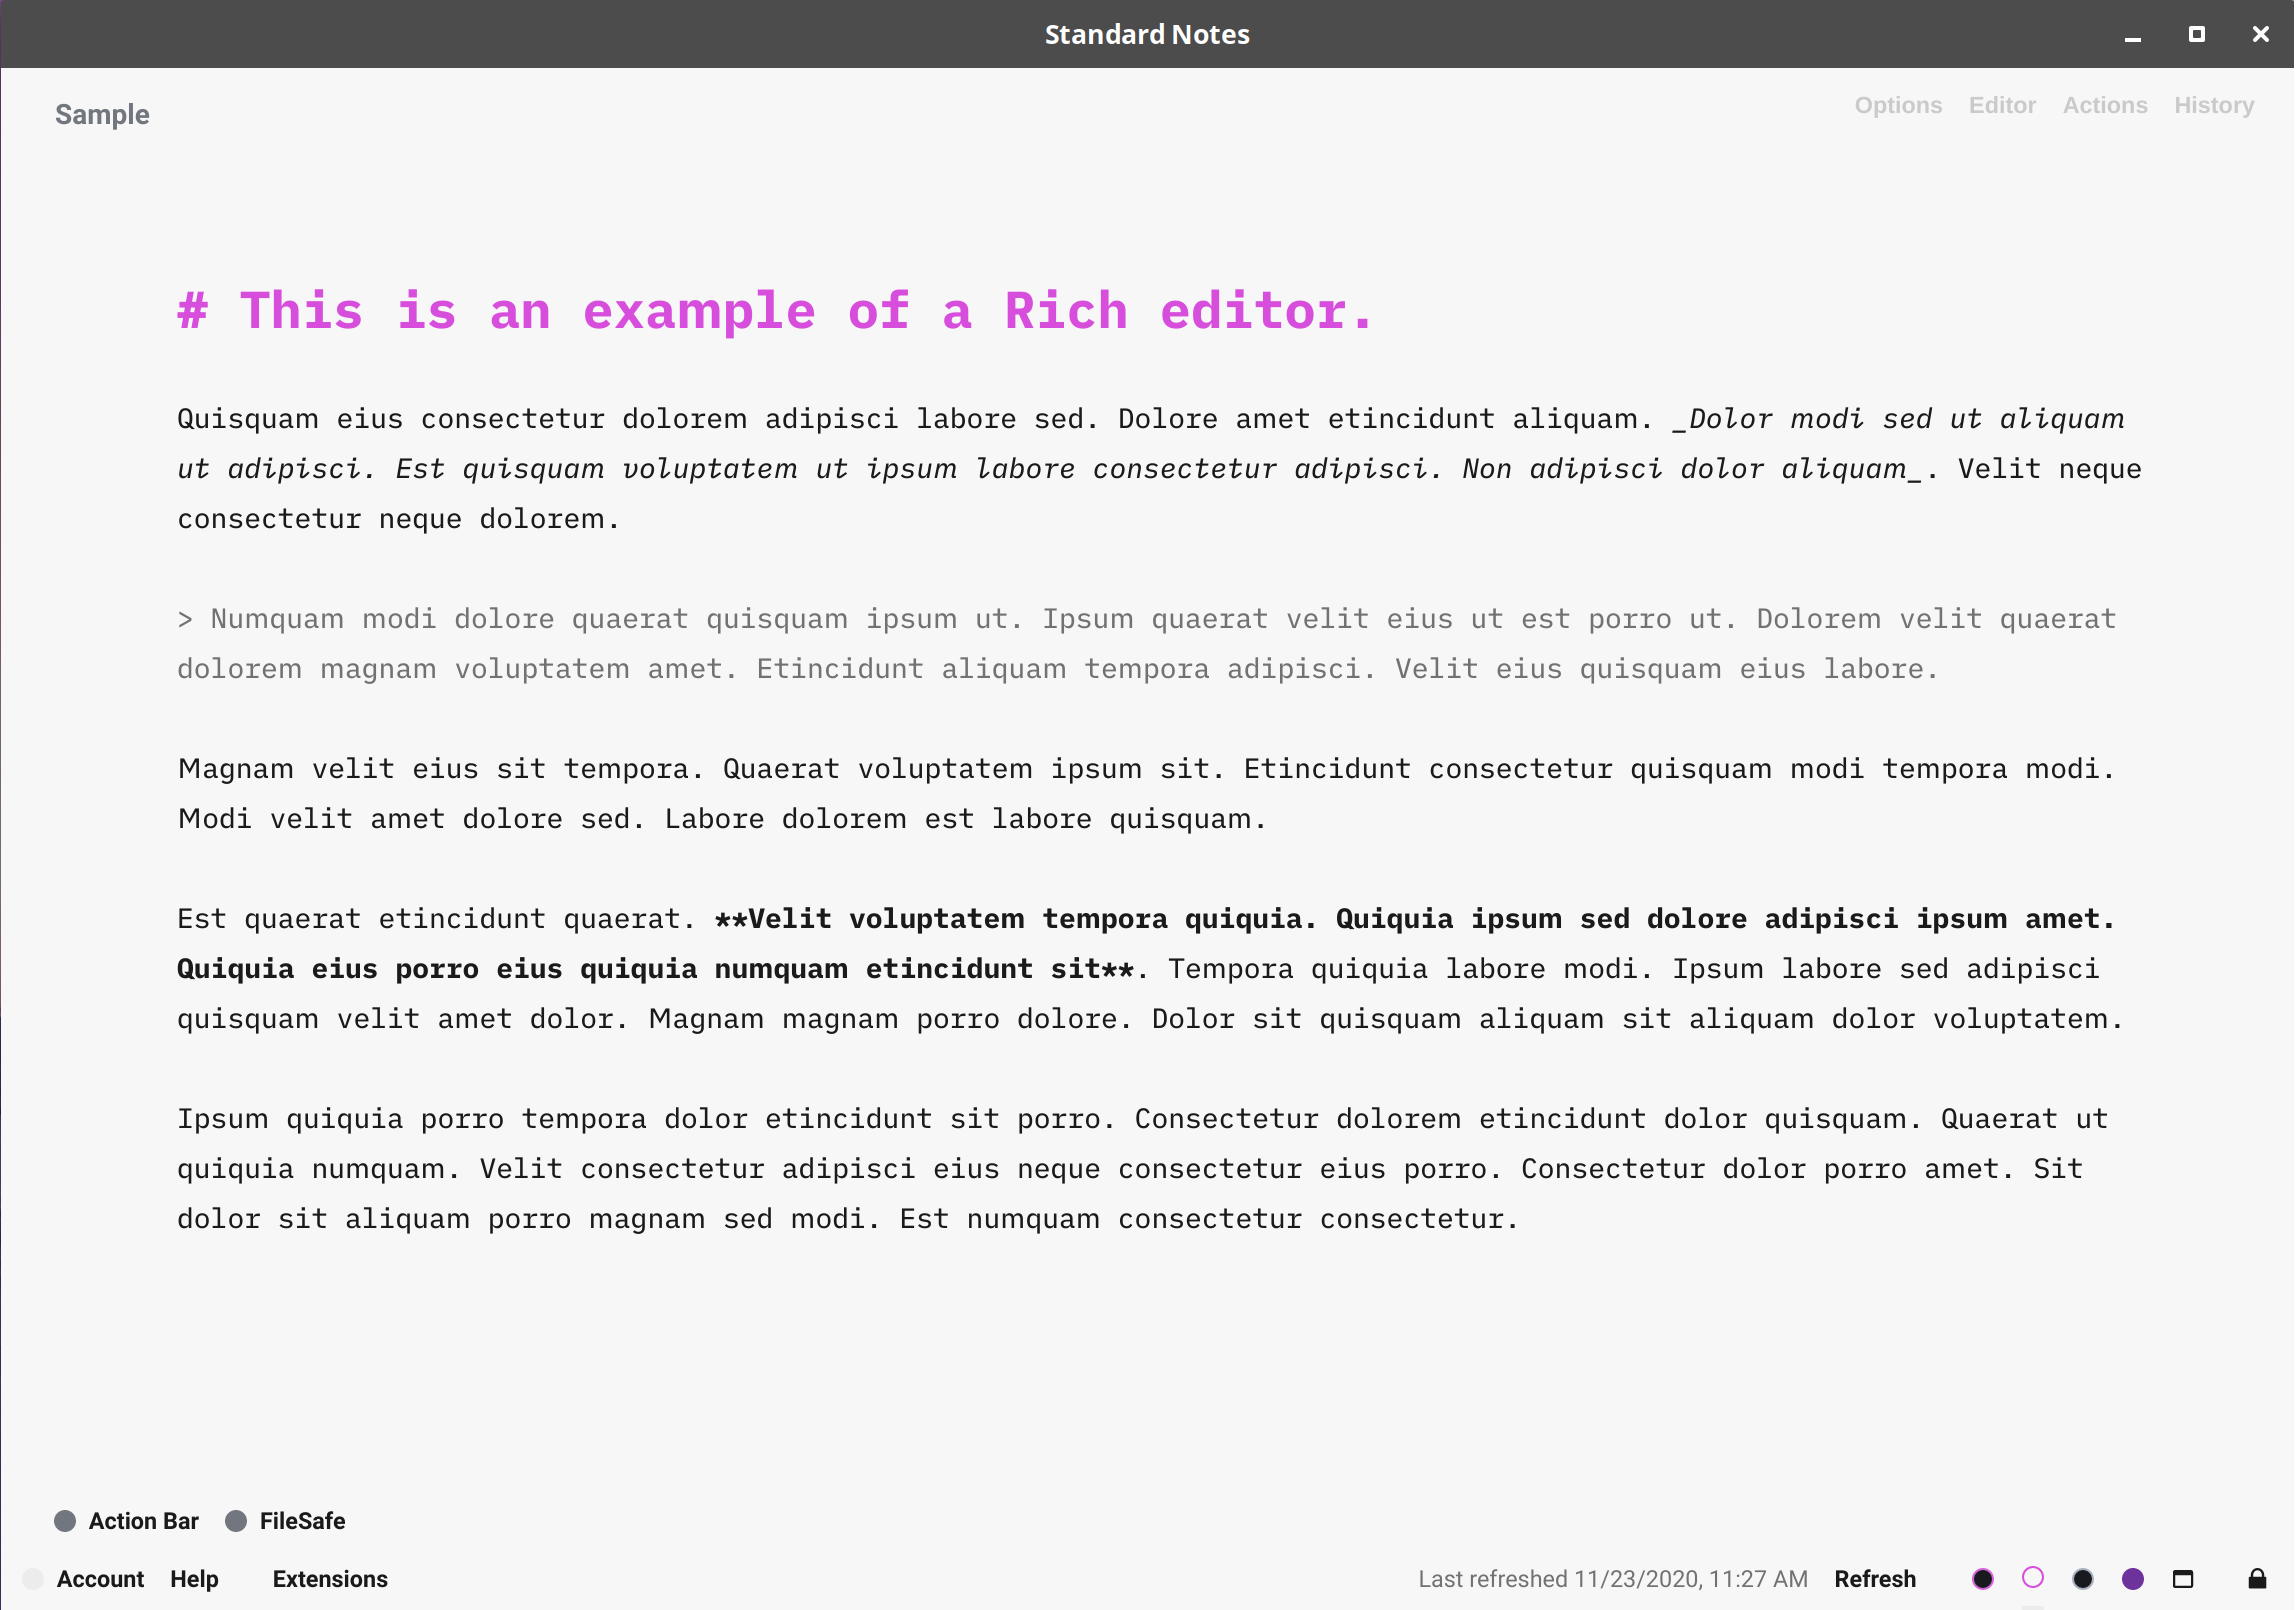 Standard Notes
Sample
Options Editor Actions History
# This is an example of a Rich editor.
Quisquam eius consectetur dolorem adipisci labore sed. Dolore amet etincidunt aliquam. _Dolor modi sed ut aliquam
ut adipisci. Est quisquam voluptatem ut ipsum labore consectetur adipisci. Non adipisci dolor aliquam_. Velit neque
consectetur neque dolorem.
> Numquam modi dolore quaerat quisquam ipsum ut. Ipsum quaerat velit eius ut est porro ut. Dolorem velit quaerat
dolorem magnam voluptatem amet. Etincidunt aliquam tempora adipisci. Velit eius quisquam eius labore.
Magnam velit eius sit tempora. Quaerat voluptatem ipsum sit. Etincidunt consectetur quisquam modi tempora modi.
Modi velit amet dolore sed. Labore dolorem est labore quisquam.
Est quaerat etincidunt quaerat. **Velit voluptatem tempora quiquia. Quiquia ipsum sed dolore adipisci ipsum amet.
Quiquia eius porro eius quiquia numquam etincidunt sit**. Tempora quiquia labore modi. Ipsum labore sed adipisci
quisquam velit amet dolor. Magnam magnam porro dolore. Dolor sit quisquam aliquam sit aliquam dolor voluptatem.
Ipsum quiquia porro tempora dolor etincidunt sit porro. Consectetur dolorem etincidunt dolor quisquam. Quaerat ut
quiquia numquam. Velit consectetur adipisci eius neque consectetur eius porro. Consectetur dolor porro amet. Sit
dolor sit aliquam porro magnam sed modi. Est numquam consectetur consectetur.
Action Bar FileSafe
Account Help Extensions Last refreshed 11/23/2020, 11:27 AM Refresh